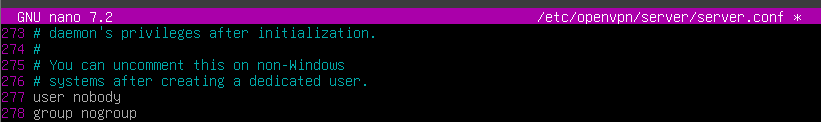 GNU nano 7.2 /etc/openvpn/server/server.conf *
273 # daemon's privileges after initialization.
274 #
275 # You can uncomment this on non-Windows
276 # systems after creating a dedicated user.
277 user nobody
278 group nogroup